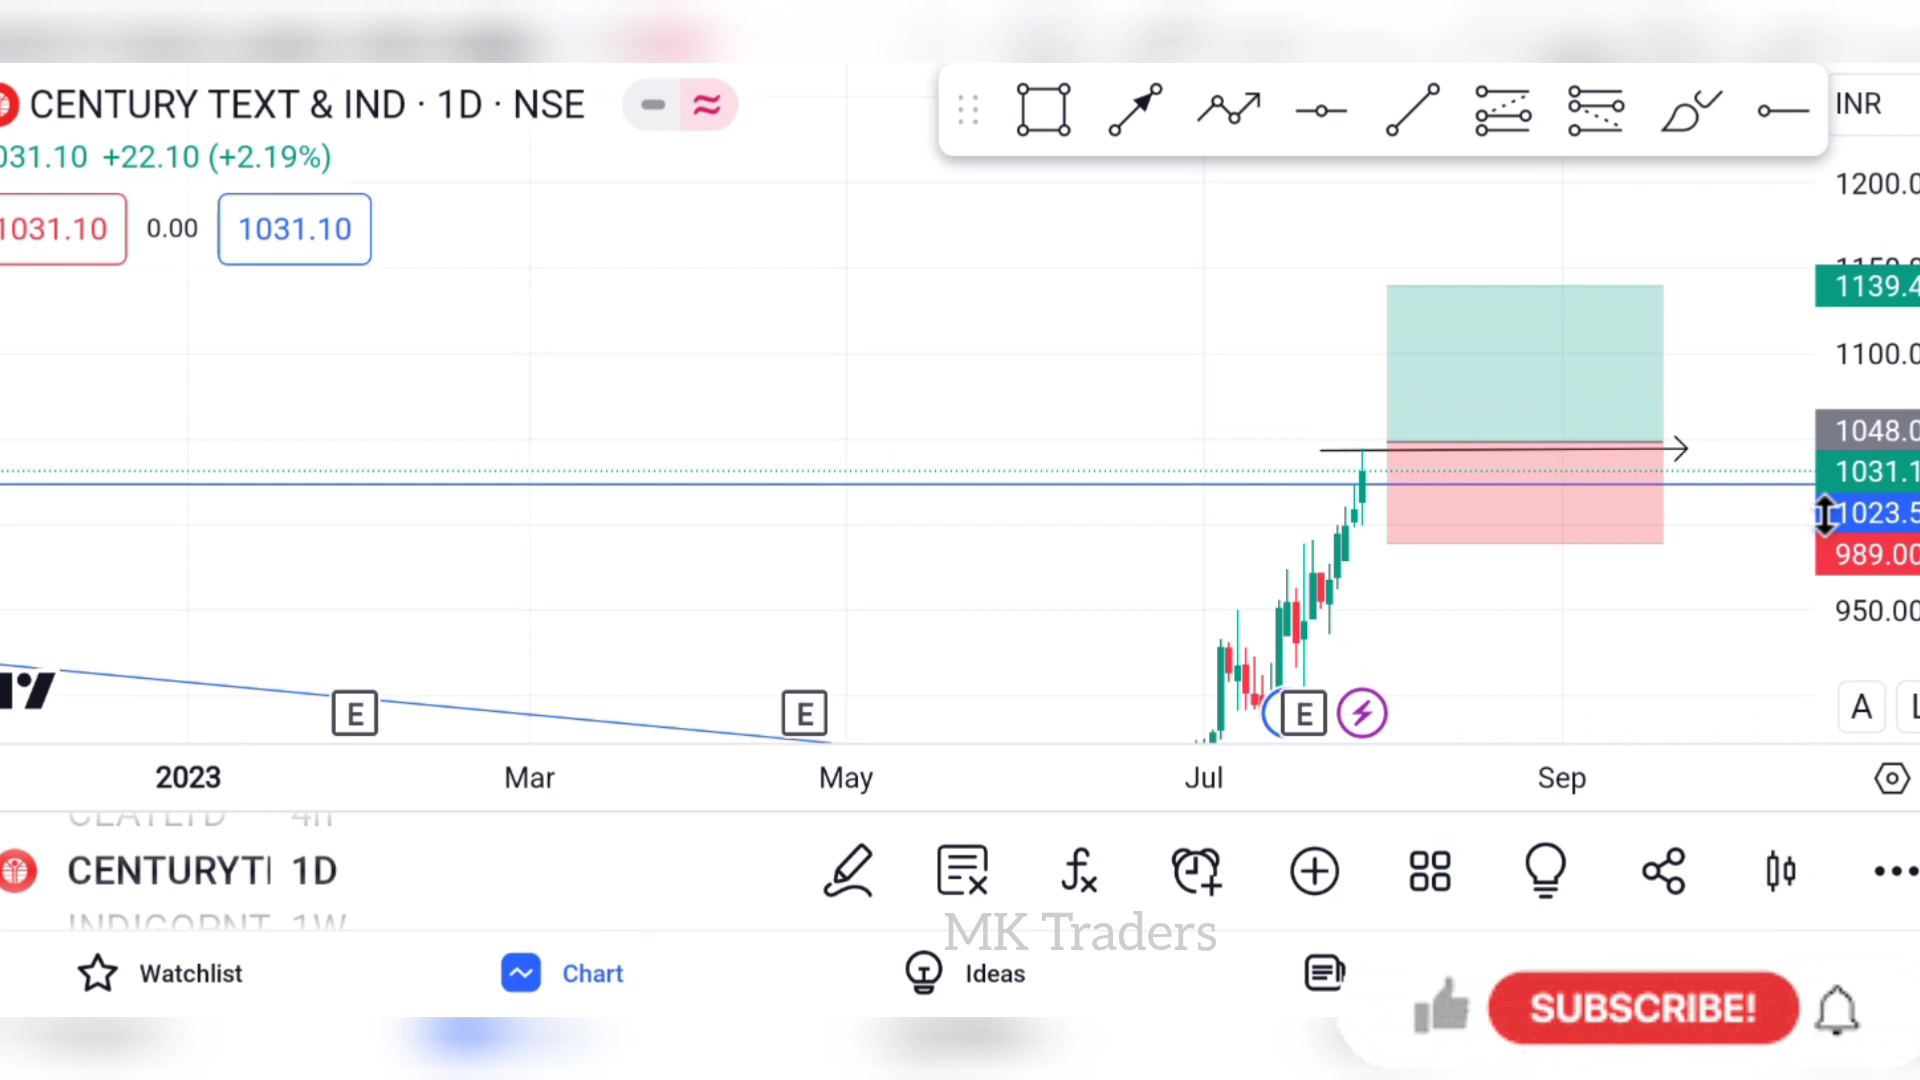 CENTURY TEXT & IND · 1D · NSE
INR
031.10 +22.10 (+2.19%)
1031.10 0.00 1031.10
1200.0
1139.4
1100.0
1048.0
1031.1
1023.5
989.00
950.00
E E E
A L
2023 Mar May Jul Sep
CENTURYTI 1D
INDIGOPNT 1W
MK Traders
Watchlist Chart Ideas
SUBSCRIBE!